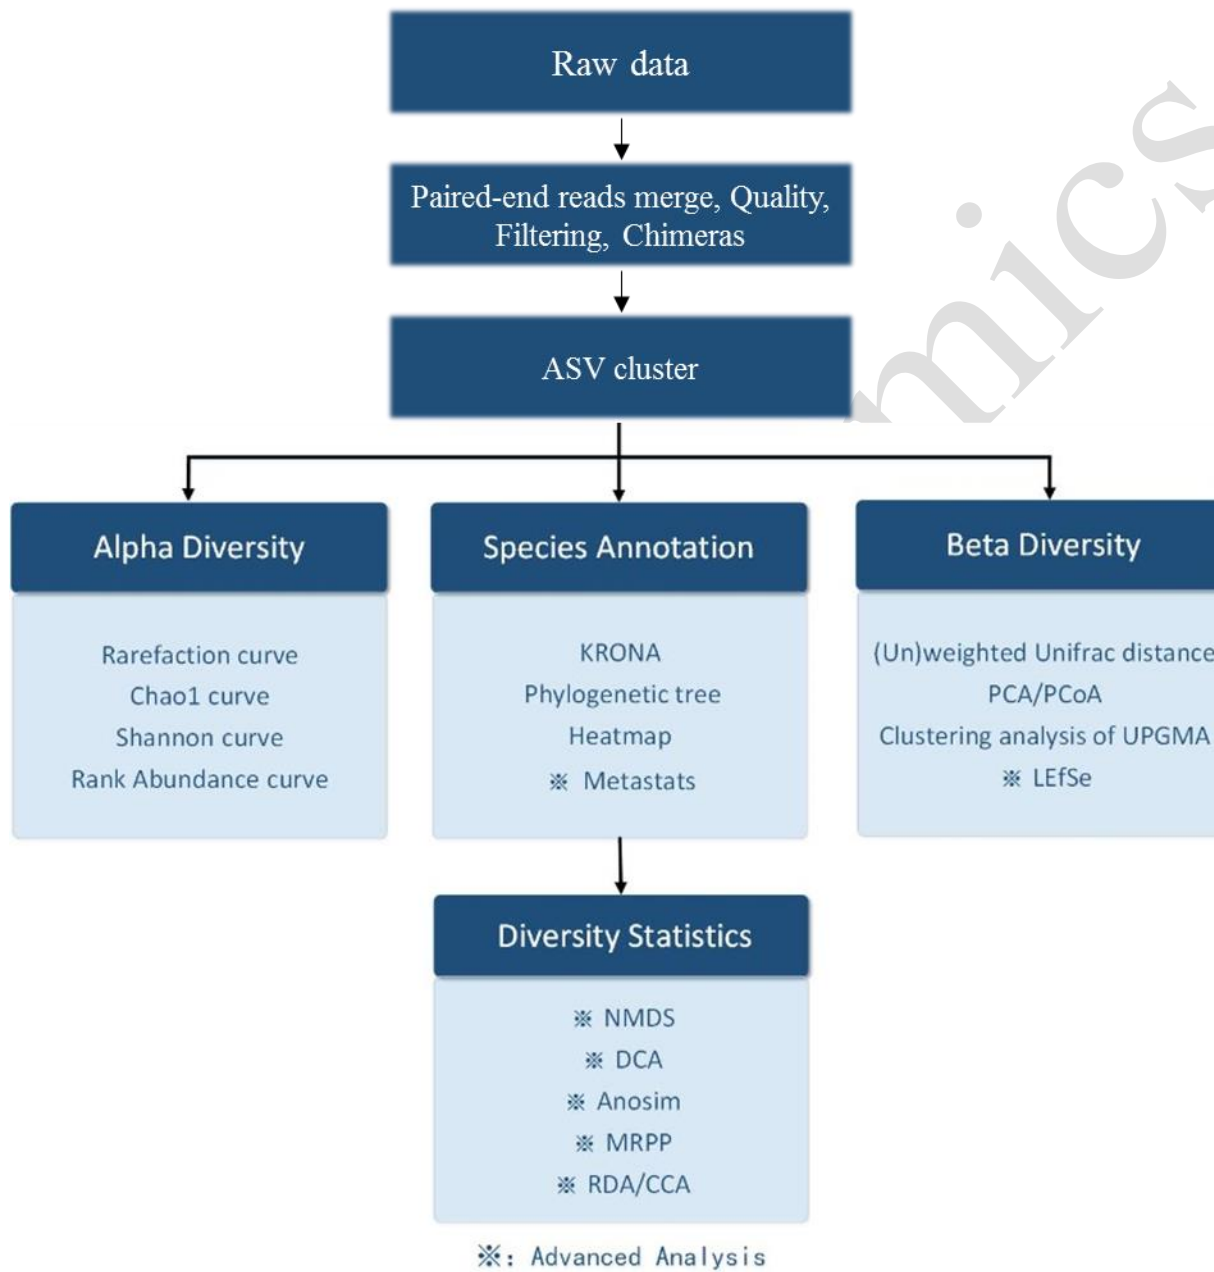 Raw data
Paired-end reads merge, Quality,
Filtering, Chimeras
ASV cluster
Alpha Diversity
Rarefaction curve
Chao1 curve
Shannon curve
Rank Abundance curve
Species Annotation
KRONA
Phylogenetic tree
Heatmap
※ Metastats
Beta Diversity
(Un)weighted Unifrac distance
PCA/PCoA
Clustering analysis of UPGMA
※ LEfSe
Diversity Statistics
※ NMDS
※ DCA
※ Anosim
※ MRPP
※ RDA/CCA
※: Advanced Analysis
mics